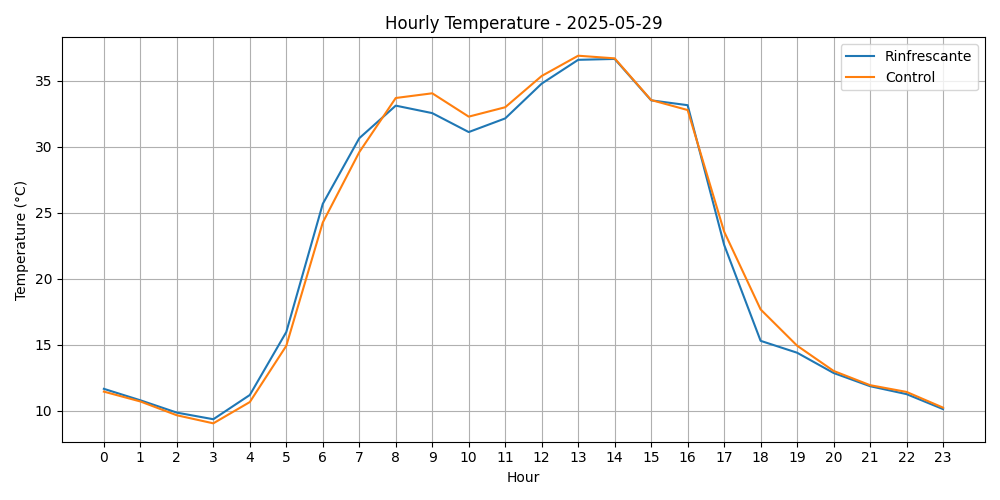 Hourly Temperature - 2025-05-29
Rinfrescante
Control
Temperature (°C)
35
30
25
20
15
10
0 1 2 3 4 5 6 7 8 9 10 11 12 13 14 15 16 17 18 19 20 21 22 23
Hour